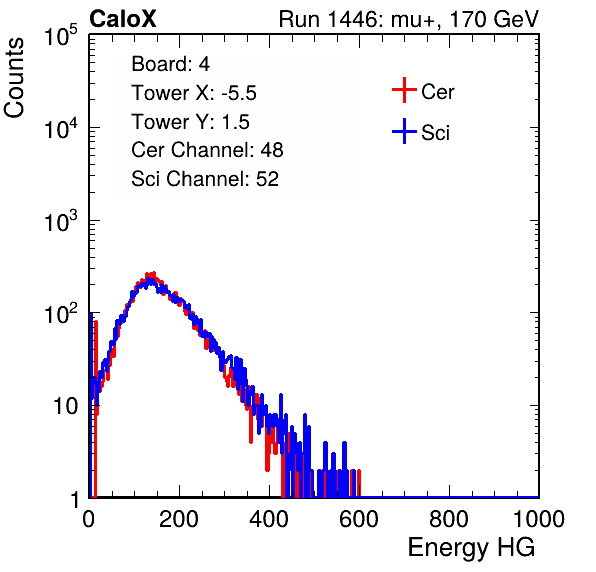 CaloX Run 1446: mu+, 170 GeV
Counts
10^5
10^4
10^3
10^2
10
1
Board: 4
Tower X: -5.5
Tower Y: 1.5
Cer Channel: 48
Sci Channel: 52
Cer
Sci
0 200 400 600 800 1000
Energy HG